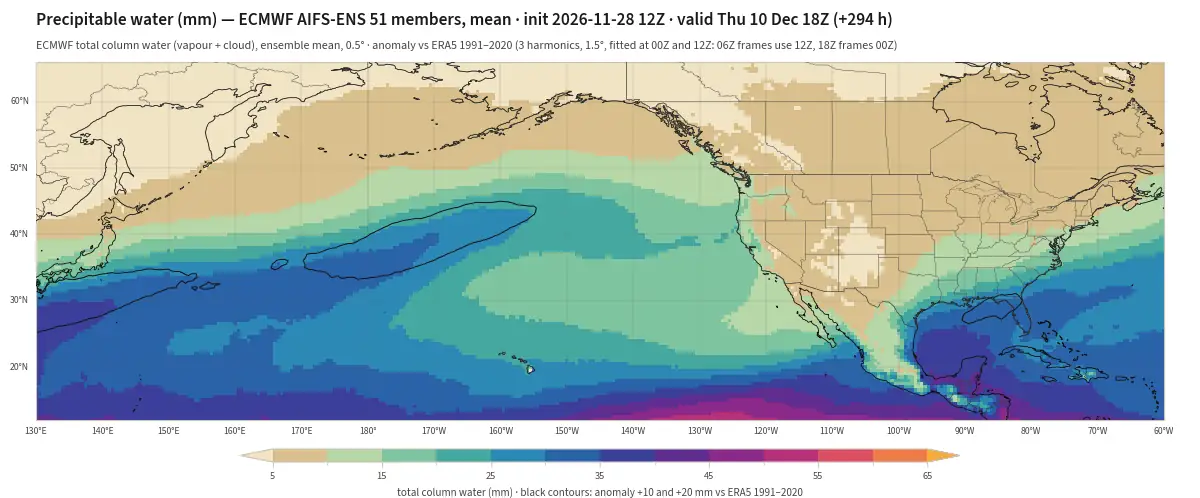 Precipitable water (mm) — ECMWF AIFS-ENS 51 members, mean · init 2026-11-28 12Z · valid Thu 10 Dec 18Z (+294 h)
ECMWF total column water (vapour + cloud), ensemble mean, 0.5° · anomaly vs ERA5 1991–2020 (3 harmonics, 1.5°, fitted at 00Z and 12Z: 06Z frames use 12Z, 18Z frames 00Z)
60°N
50°N
40°N
30°N
20°N
130°E 140°E 150°E 160°E 170°E 180° 170°W 160°W 150°W 140°W 130°W 120°W 110°W 100°W 90°W 80°W 70°W 60°W
5 15 25 35 45 55 65
total column water (mm) · black contours: anomaly +10 and +20 mm vs ERA5 1991–2020